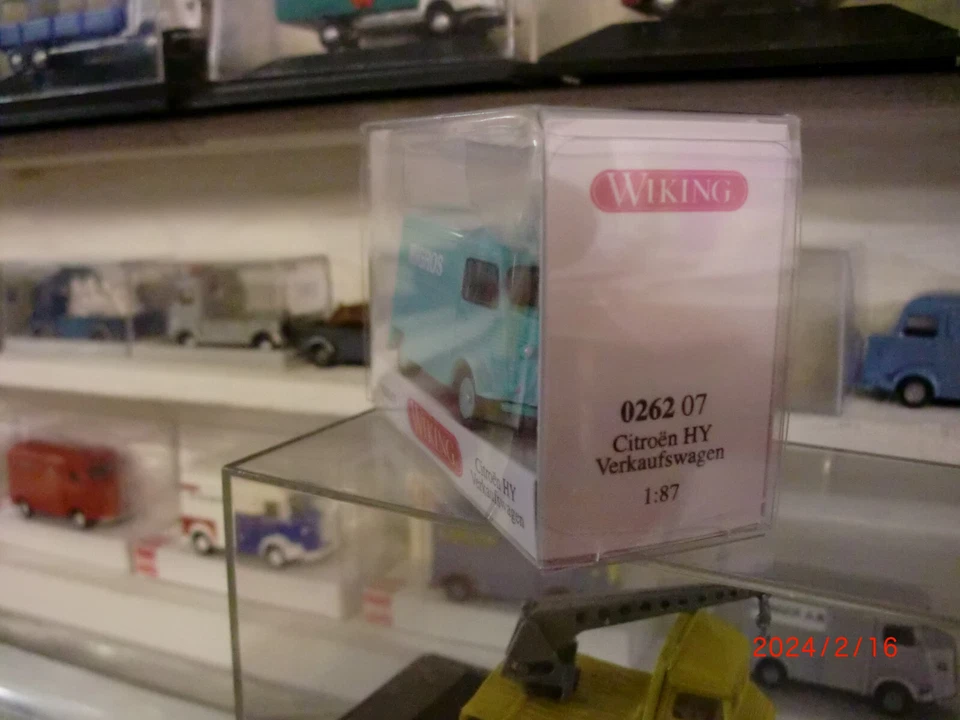 WIKING
0262 07
Citroën HY
Verkaufswagen
1:87
WIKING
Citroën HY
Verkaufswagen
2024/2/16